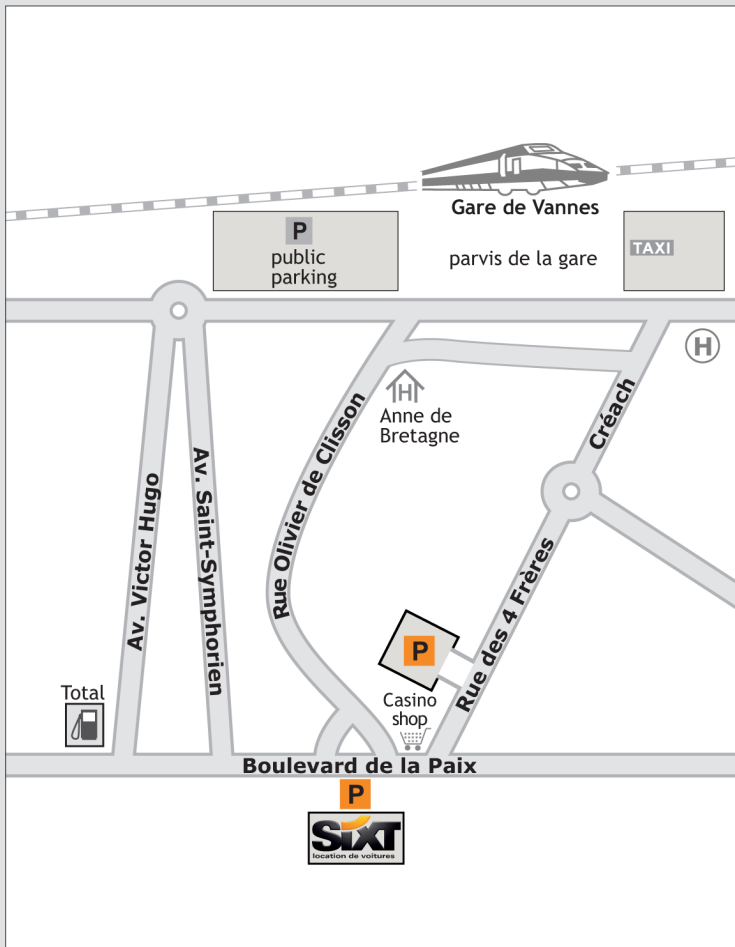 Gare de Vannes
P
public
parking
parvis de la gare
TAXI
H
H
Anne de
Bretagne
Créach
Rue Olivier de Clisson
Av. Saint-Symphorien
Av. Victor Hugo
Rue des 4 Frères
P
Total
Casino
shop
Boulevard de la Paix
P
SIXT
location de voitures